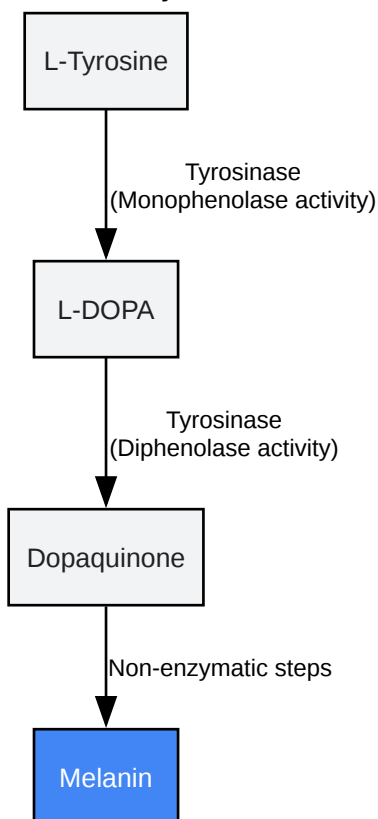 L-Tyrosine
Tyrosinase
(Monophenolase activity)
L-DOPA
Tyrosinase
(Diphenolase activity)
Dopaquinone
Non-enzymatic steps
Melanin